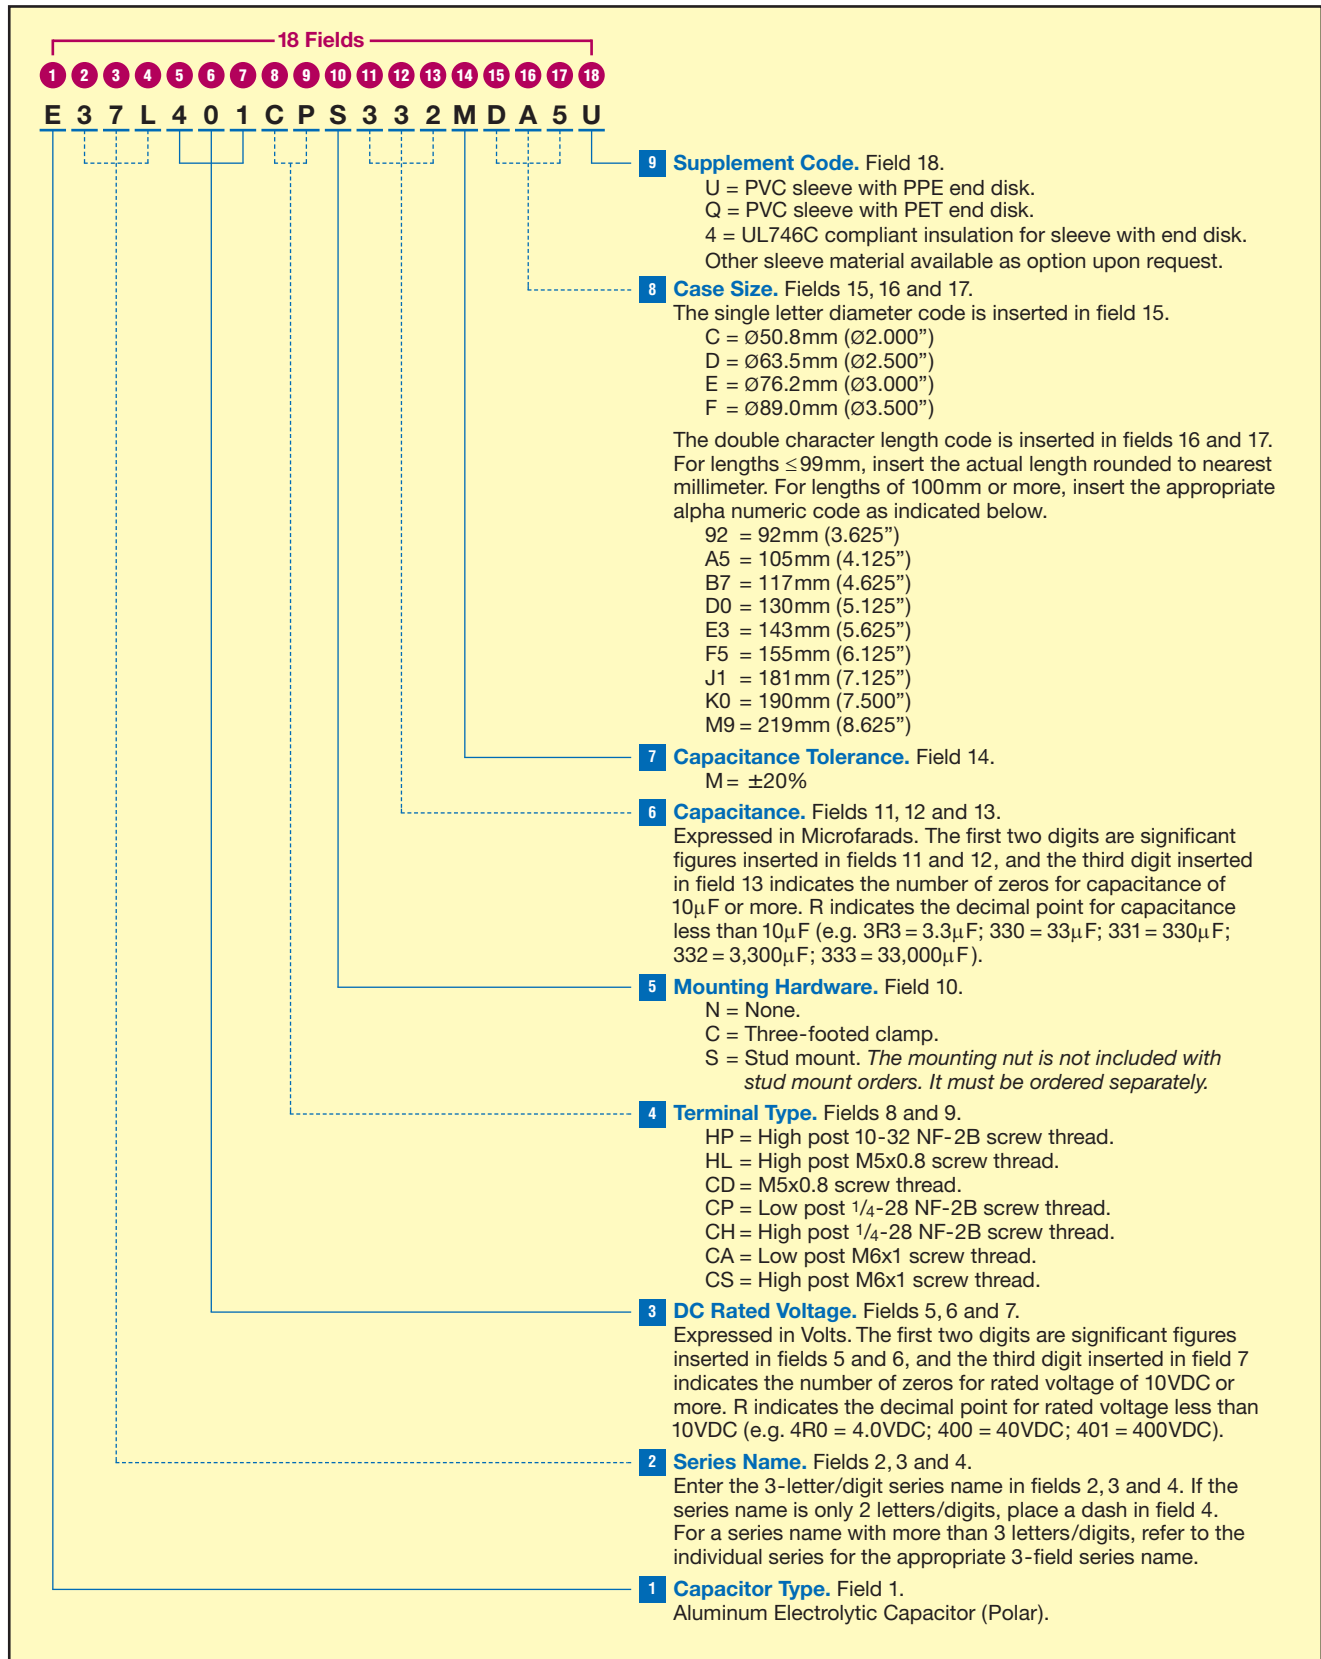 18 Fields
1 2 3 4 5 6 7 8 9 10 11 12 13 14 15 16 17 18
E 3 7 L 4 0 1 C P S 3 3 2 M D A 5 U
9 Supplement Code. Field 18.
U = PVC sleeve with PPE end disk.
Q = PVC sleeve with PET end disk.
4 = UL746C compliant insulation for sleeve with end disk.
Other sleeve material available as option upon request.
8 Case Size. Fields 15, 16 and 17.
The single letter diameter code is inserted in field 15.
C = Ø50.8mm (Ø2.000”)
D = Ø63.5mm (Ø2.500”)
E = Ø76.2mm (Ø3.000”)
F = Ø89.0mm (Ø3.500”)
The double character length code is inserted in fields 16 and 17.
For lengths ≤99mm, insert the actual length rounded to nearest
millimeter. For lengths of 100mm or more, insert the appropriate
alpha numeric code as indicated below.
92 = 92mm (3.625”)
A5 = 105mm (4.125”)
B7 = 117mm (4.625”)
D0 = 130mm (5.125”)
E3 = 143mm (5.625”)
F5 = 155mm (6.125”)
J1 = 181mm (7.125”)
K0 = 190mm (7.500”)
M9 = 219mm (8.625”)
7 Capacitance Tolerance. Field 14.
M = ±20%
6 Capacitance. Fields 11, 12 and 13.
Expressed in Microfarads. The first two digits are significant
figures inserted in fields 11 and 12, and the third digit inserted
in field 13 indicates the number of zeros for capacitance of
10µF or more. R indicates the decimal point for capacitance
less than 10µF (e.g. 3R3 = 3.3µF; 330 = 33µF; 331 = 330µF;
332 = 3,300µF; 333 = 33,000µF).
5 Mounting Hardware. Field 10.
N = None.
C = Three-footed clamp.
S = Stud mount. The mounting nut is not included with
stud mount orders. It must be ordered separately.
4 Terminal Type. Fields 8 and 9.
HP = High post 10-32 NF-2B screw thread.
HL = High post M5x0.8 screw thread.
CD = M5x0.8 screw thread.
CP = Low post 1/4-28 NF-2B screw thread.
CH = High post 1/4-28 NF-2B screw thread.
CA = Low post M6x1 screw thread.
CS = High post M6x1 screw thread.
3 DC Rated Voltage. Fields 5, 6 and 7.
Expressed in Volts. The first two digits are significant figures
inserted in fields 5 and 6, and the third digit inserted in field 7
indicates the number of zeros for rated voltage of 10VDC or
more. R indicates the decimal point for rated voltage less than
10VDC (e.g. 4R0 = 4.0VDC; 400 = 40VDC; 401 = 400VDC).
2 Series Name. Fields 2, 3 and 4.
Enter the 3-letter/digit series name in fields 2, 3 and 4. If the
series name is only 2 letters/digits, place a dash in field 4.
For a series name with more than 3 letters/digits, refer to the
individual series for the appropriate 3-field series name.
1 Capacitor Type. Field 1.
Aluminum Electrolytic Capacitor (Polar).